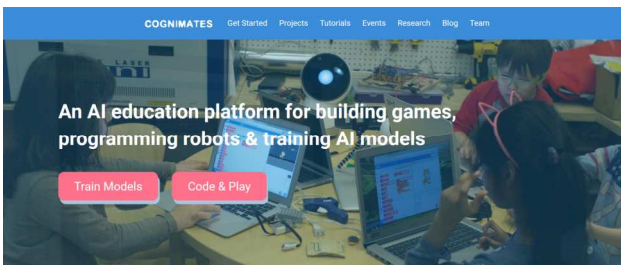 COGNIMATES Get Started Projects Tutorials Events Research Blog Team
LASER
An AI education platform for building games,
programming robots & training AI models
Train Models Code & Play